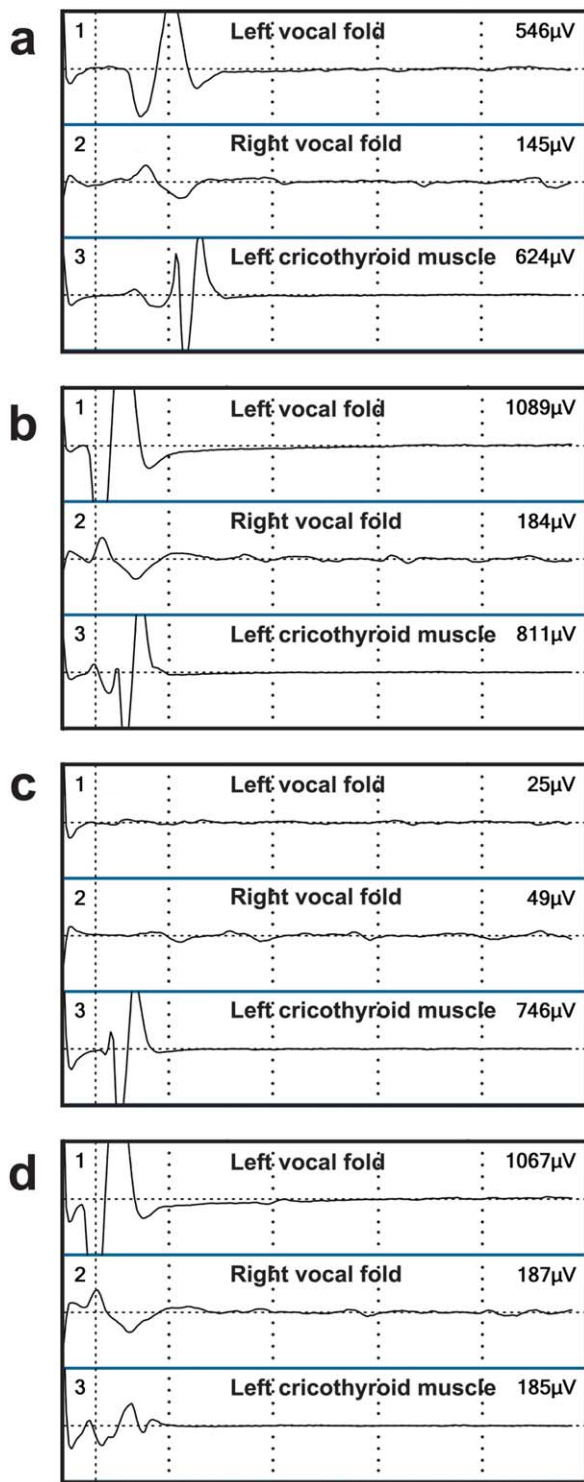 a
1 Left vocal fold 546µV
2 Right vocal fold 145µV
3 Left cricothyroid muscle 624µV
b
1 Left vocal fold 1089µV
2 Right vocal fold 184µV
3 Left cricothyroid muscle 811µV
c
1 Left vocal fold 25µV
2 Right vocal fold 49µV
3 Left cricothyroid muscle 746µV
d
1 Left vocal fold 1067µV
2 Right vocal fold 187µV
3 Left cricothyroid muscle 185µV